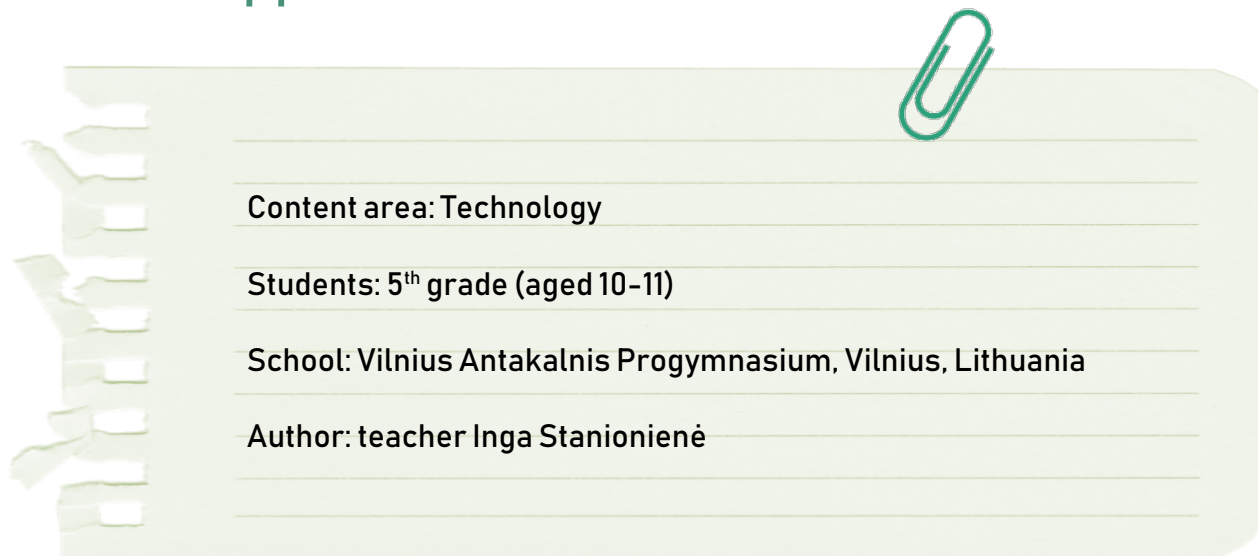 Content area: Technology
Students: 5th grade (aged 10-11)
School: Vilnius Antakalnis Progymnasium, Vilnius, Lithuania
Author: teacher Inga Stanionienė